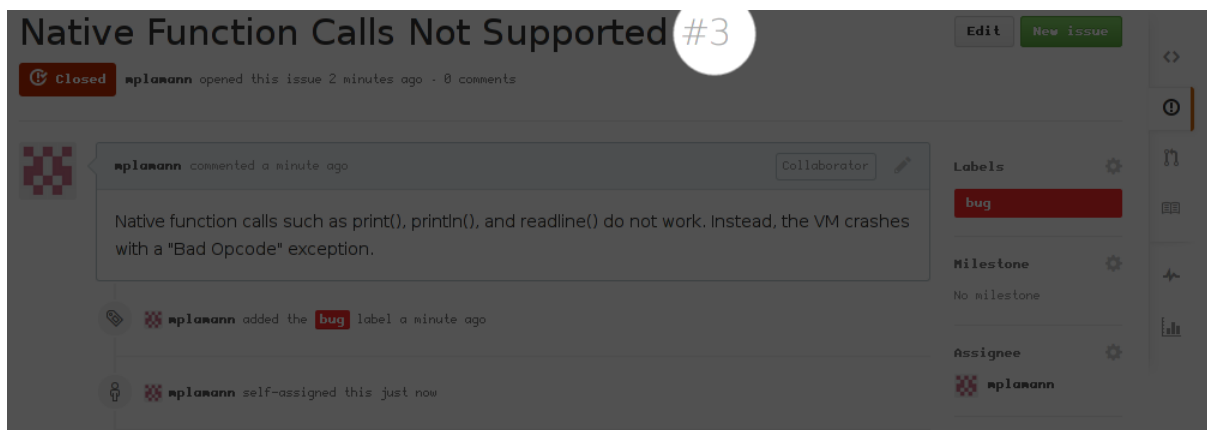 Native Function Calls Not Supported #3
Edit
New issue
Closed
mplamann opened this issue 2 minutes ago · 0 comments
mplamann commented a minute ago
Collaborator
Native function calls such as print(), println(), and readline() do not work. Instead, the VM crashes
with a "Bad Opcode" exception.
mplamann added the bug label a minute ago
mplamann self-assigned this just now
Labels
bug
Milestone
No milestone
Assignee
mplamann